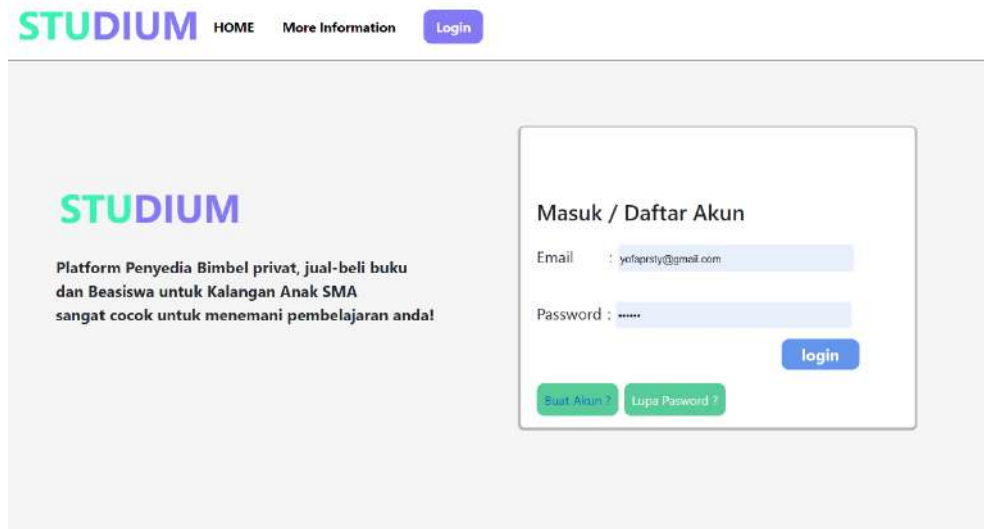 STUDIUM HOME More Information Login
STUDIUM
Platform Penyedia Bimbel privat, jual-beli buku
dan Beasiswa untuk Kalangan Anak SMA
sangat cocok untuk menemani pembelajaran anda!
Masuk / Daftar Akun
Email : yofaprsty@gmail.com
Password : ••••••
login
Buat Akun ? Lupa Pasword ?